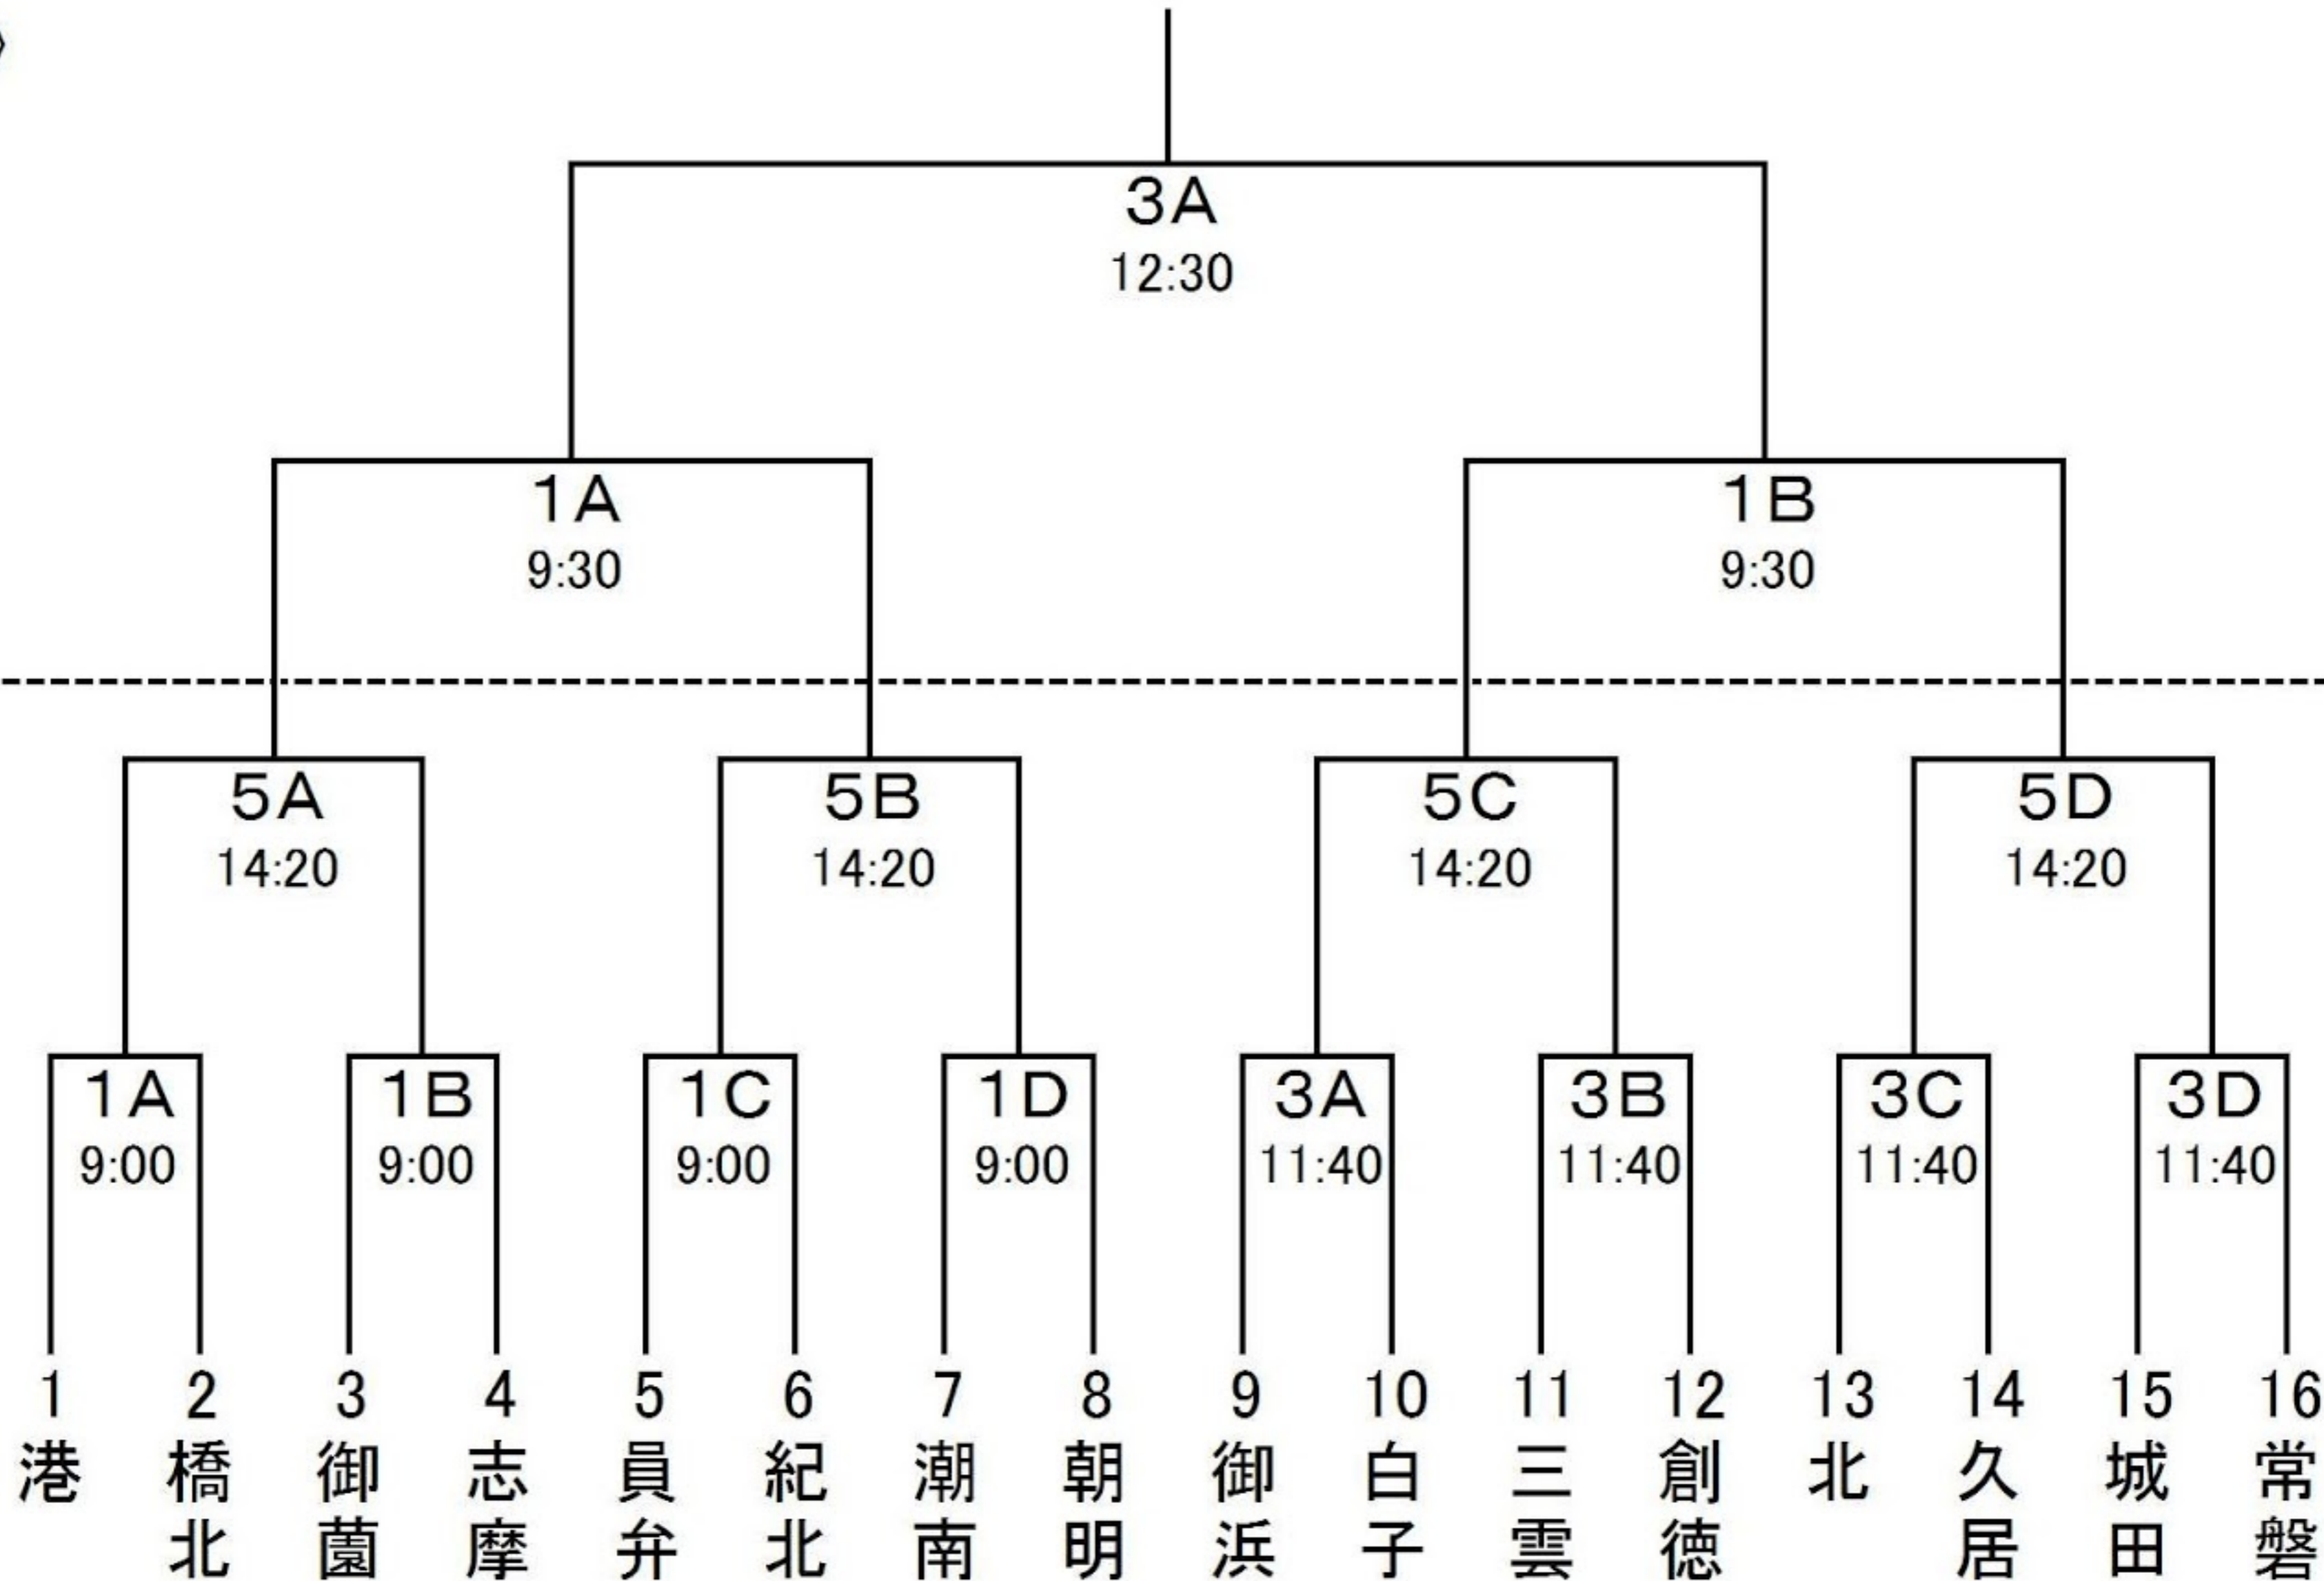 3A
12:30
1A
1B
9:30
9:30
5A
5B
5C
5D
14:20
14:20
14:20
14:20
1A
1B
1C
1D
3A
3B
3C
3D
9:00
9:00
9:00
9:00
11:40
11:40
11:40
11:40
1
2
3
4
5
6
7
8
9
10
11
12
13
14
15
16
港
橋北
御薗
志摩
員弁
紀北
潮南
朝明
御浜
白子
三雲
創徳
北
久居
城田
常磐